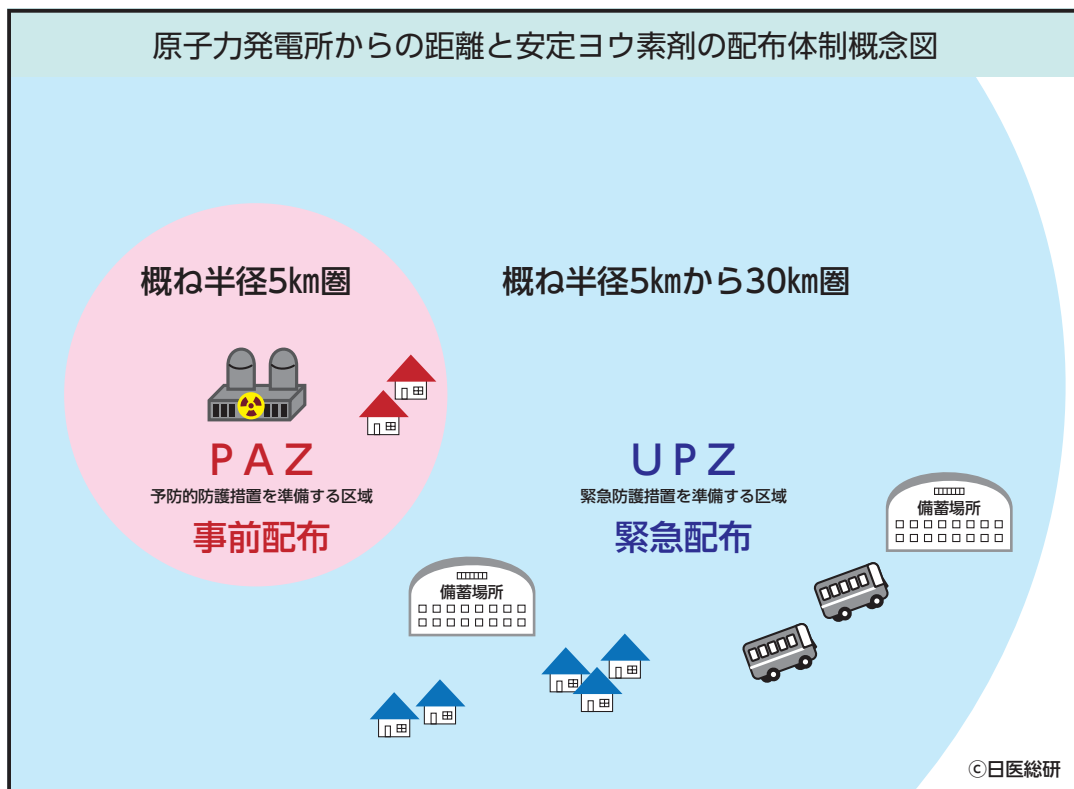 原子力発電所からの距離と安定ヨウ素剤の配布体制概念図
概ね半径5㎞圏
概ね半径5㎞から30㎞圏
PAZ
予防的防護措置を準備する区域
事前配布
UPZ
緊急防護措置を準備する区域
緊急配布
備蓄場所
備蓄場所
©日医総研